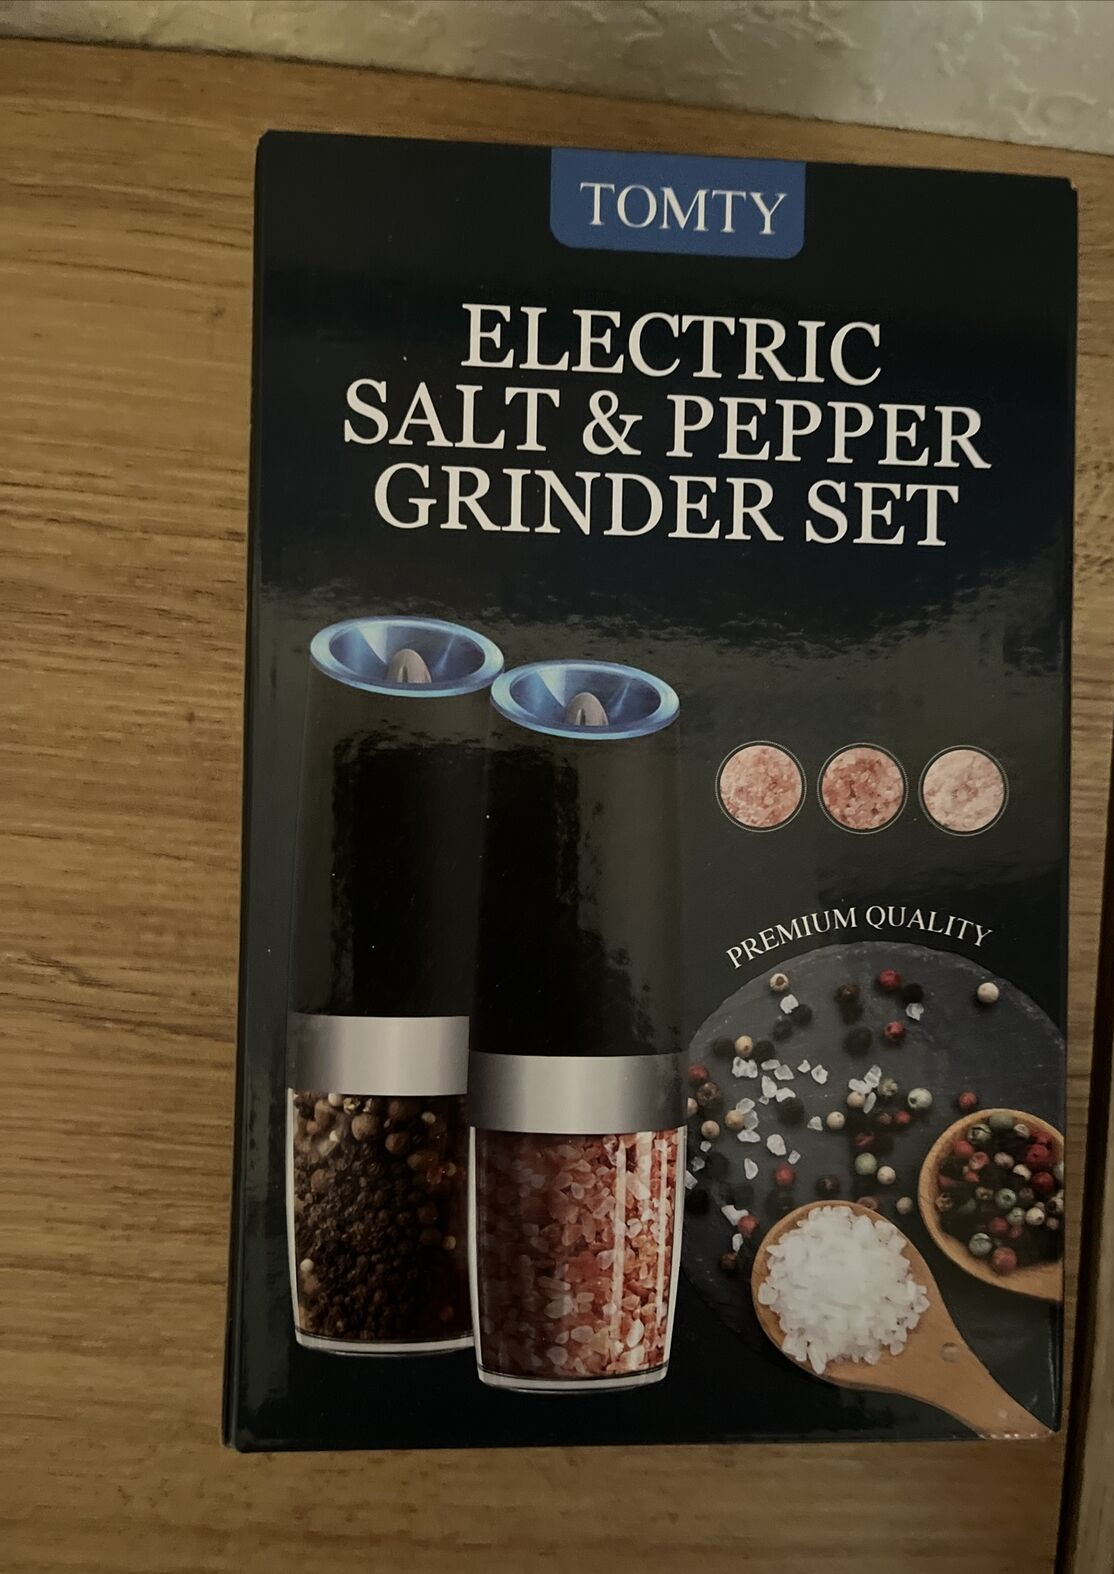 TOMTY
ELECTRIC
SALT & PEPPER
GRINDER SET
PREMIUM QUALITY